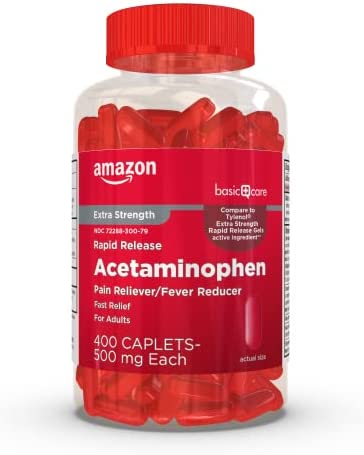 amazon
basic care
Extra Strength
NDC 72288-300-79
Rapid Release
Acetaminophen
Pain Reliever/Fever Reducer
Fast Relief
For Adults
400 CAPLETS-
500 mg Each
Compare to
Tylenol®
Extra Strength
Rapid Release Gels
active ingredient**
actual size